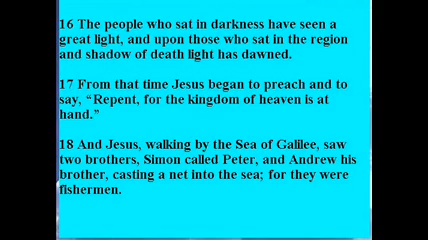 16 The people who sat in darkness have seen a
great light, and upon those who sat in the region
and shadow of death light has dawned.
17 From that time Jesus began to preach and to
say, “Repent, for the kingdom of heaven is at
hand.”
18 And Jesus, walking by the Sea of Galilee, saw
two brothers, Simon called Peter, and Andrew his
brother, casting a net into the sea; for they were
fishermen.